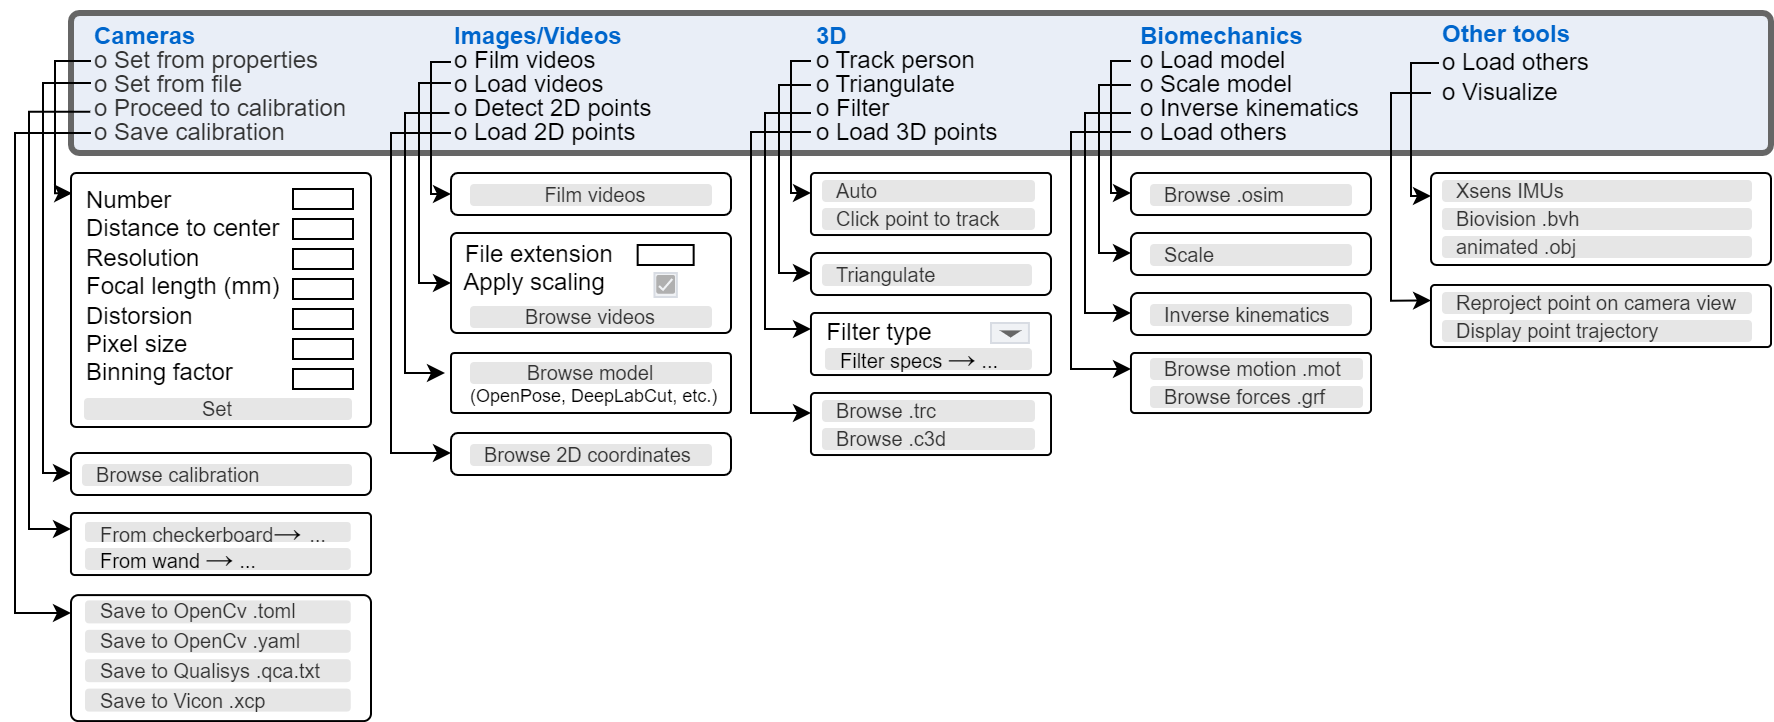 Cameras
o Set from properties
o Set from file
o Proceed to calibration
o Save calibration
Images/Videos
o Film videos
o Load videos
o Detect 2D points
o Load 2D points
3D
o Track person
o Triangulate
o Filter
o Load 3D points
Biomechanics
o Load model
o Scale model
o Inverse kinematics
o Load others
Other tools
o Load others
o Visualize
Number
Distance to center
Resolution
Focal length (mm)
Distorsion
Pixel size
Binning factor
Set
Browse calibration
From checkerboard→ ...
From wand → ...
Save to OpenCv .toml
Save to OpenCv .yaml
Save to Qualisys .qca.txt
Save to Vicon .xcp
Film videos
File extension
Apply scaling
Browse videos
Browse model
(OpenPose, DeepLabCut, etc.)
Browse 2D coordinates
Auto
Click point to track
Triangulate
Filter type
Filter specs → ...
Browse .trc
Browse .c3d
Browse .osim
Scale
Inverse kinematics
Browse motion .mot
Browse forces .grf
Xsens IMUs
Biovision .bvh
animated .obj
Reproject point on camera view
Display point trajectory